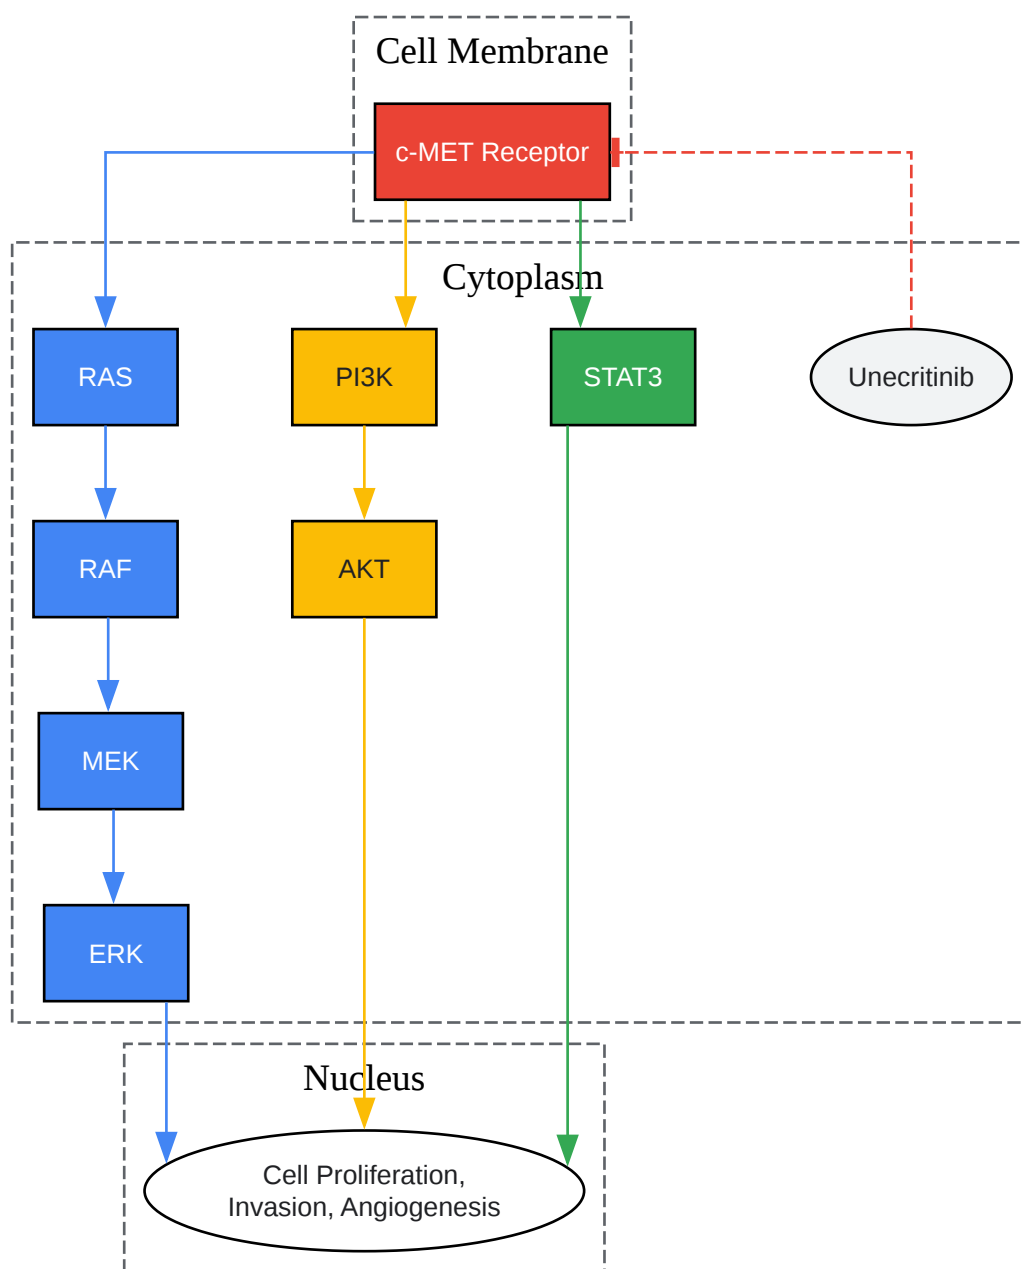 Cell Membrane
c-MET Receptor
Cytoplasm
RAS
PI3K
STAT3
Unecritinib
RAF
AKT
MEK
ERK
Nucleus
Cell Proliferation,
Invasion, Angiogenesis